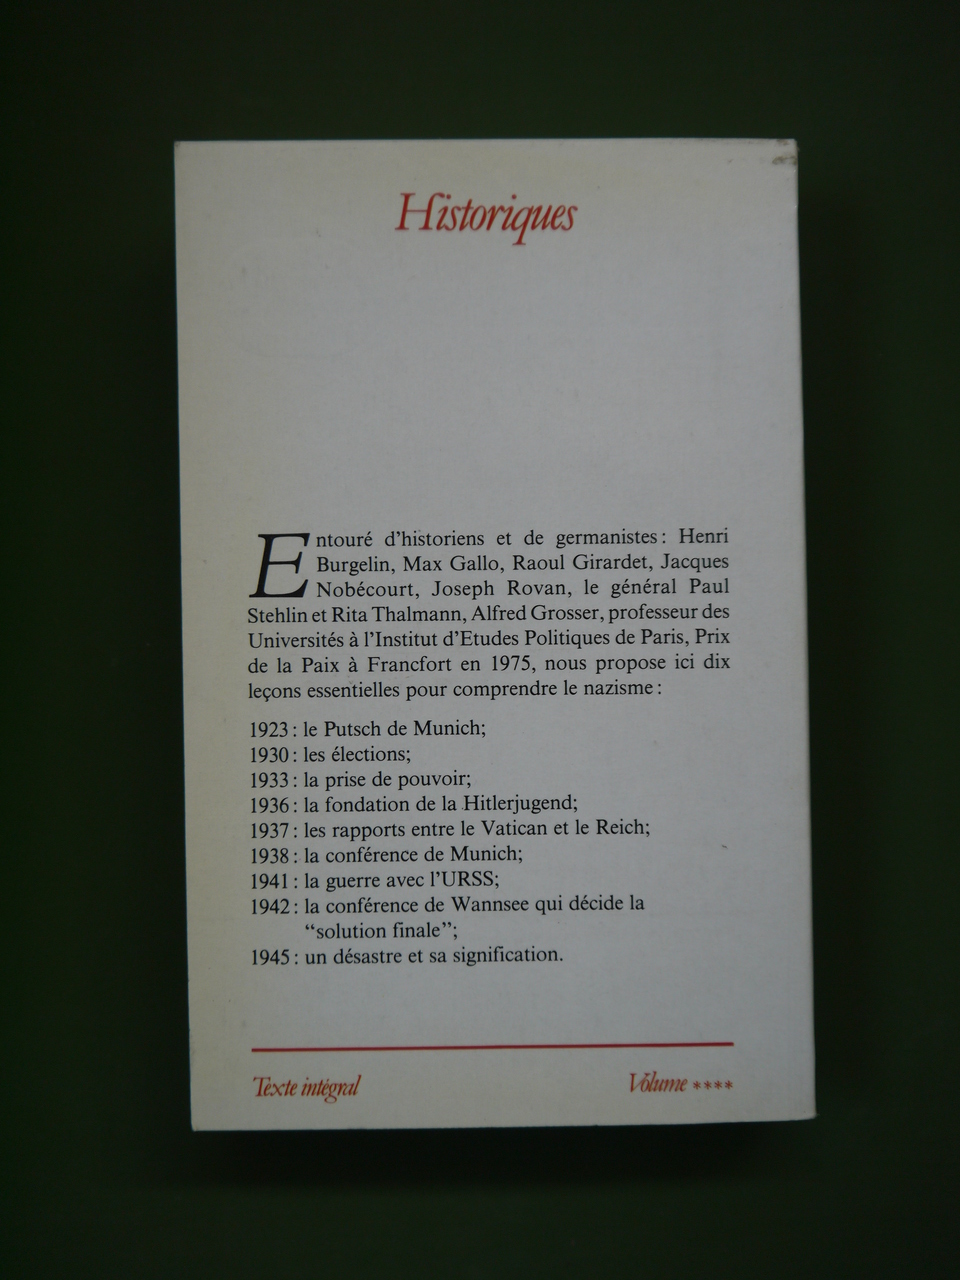 Historiques
Entouré d'historiens et de germanistes : Henri
Burgelin, Max Gallo, Raoul Girardet, Jacques
Nobécourt, Joseph Rovan, le général Paul
Stehlin et Rita Thalmann, Alfred Grosser, professeur des
Universités à l'Institut d'Etudes Politiques de Paris, Prix
de la Paix à Francfort en 1975, nous propose ici dix
leçons essentielles pour comprendre le nazisme :
1923 : le Putsch de Munich;
1930 : les élections;
1933 : la prise de pouvoir;
1936 : la fondation de la Hitlerjugend;
1937 : les rapports entre le Vatican et le Reich;
1938 : la conférence de Munich;
1941 : la guerre avec l'URSS;
1942 : la conférence de Wannsee qui décide la
"solution finale";
1945 : un désastre et sa signification.
Texte intégral
Volume ****